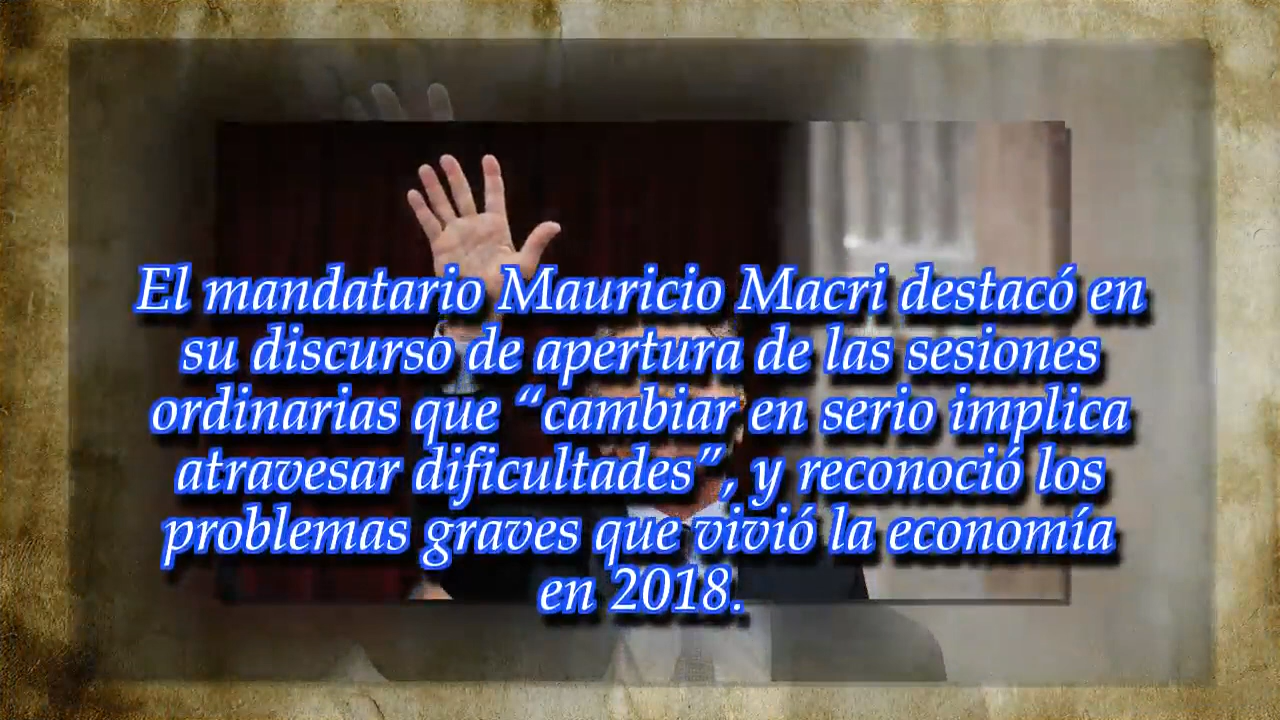 El mandatario Mauricio Macri destacó en
su discurso de apertura de las sesiones
ordinarias que “cambiar en serio implica
atravesar dificultades”, y reconoció los
problemas graves que vivió la economía
en 2018.